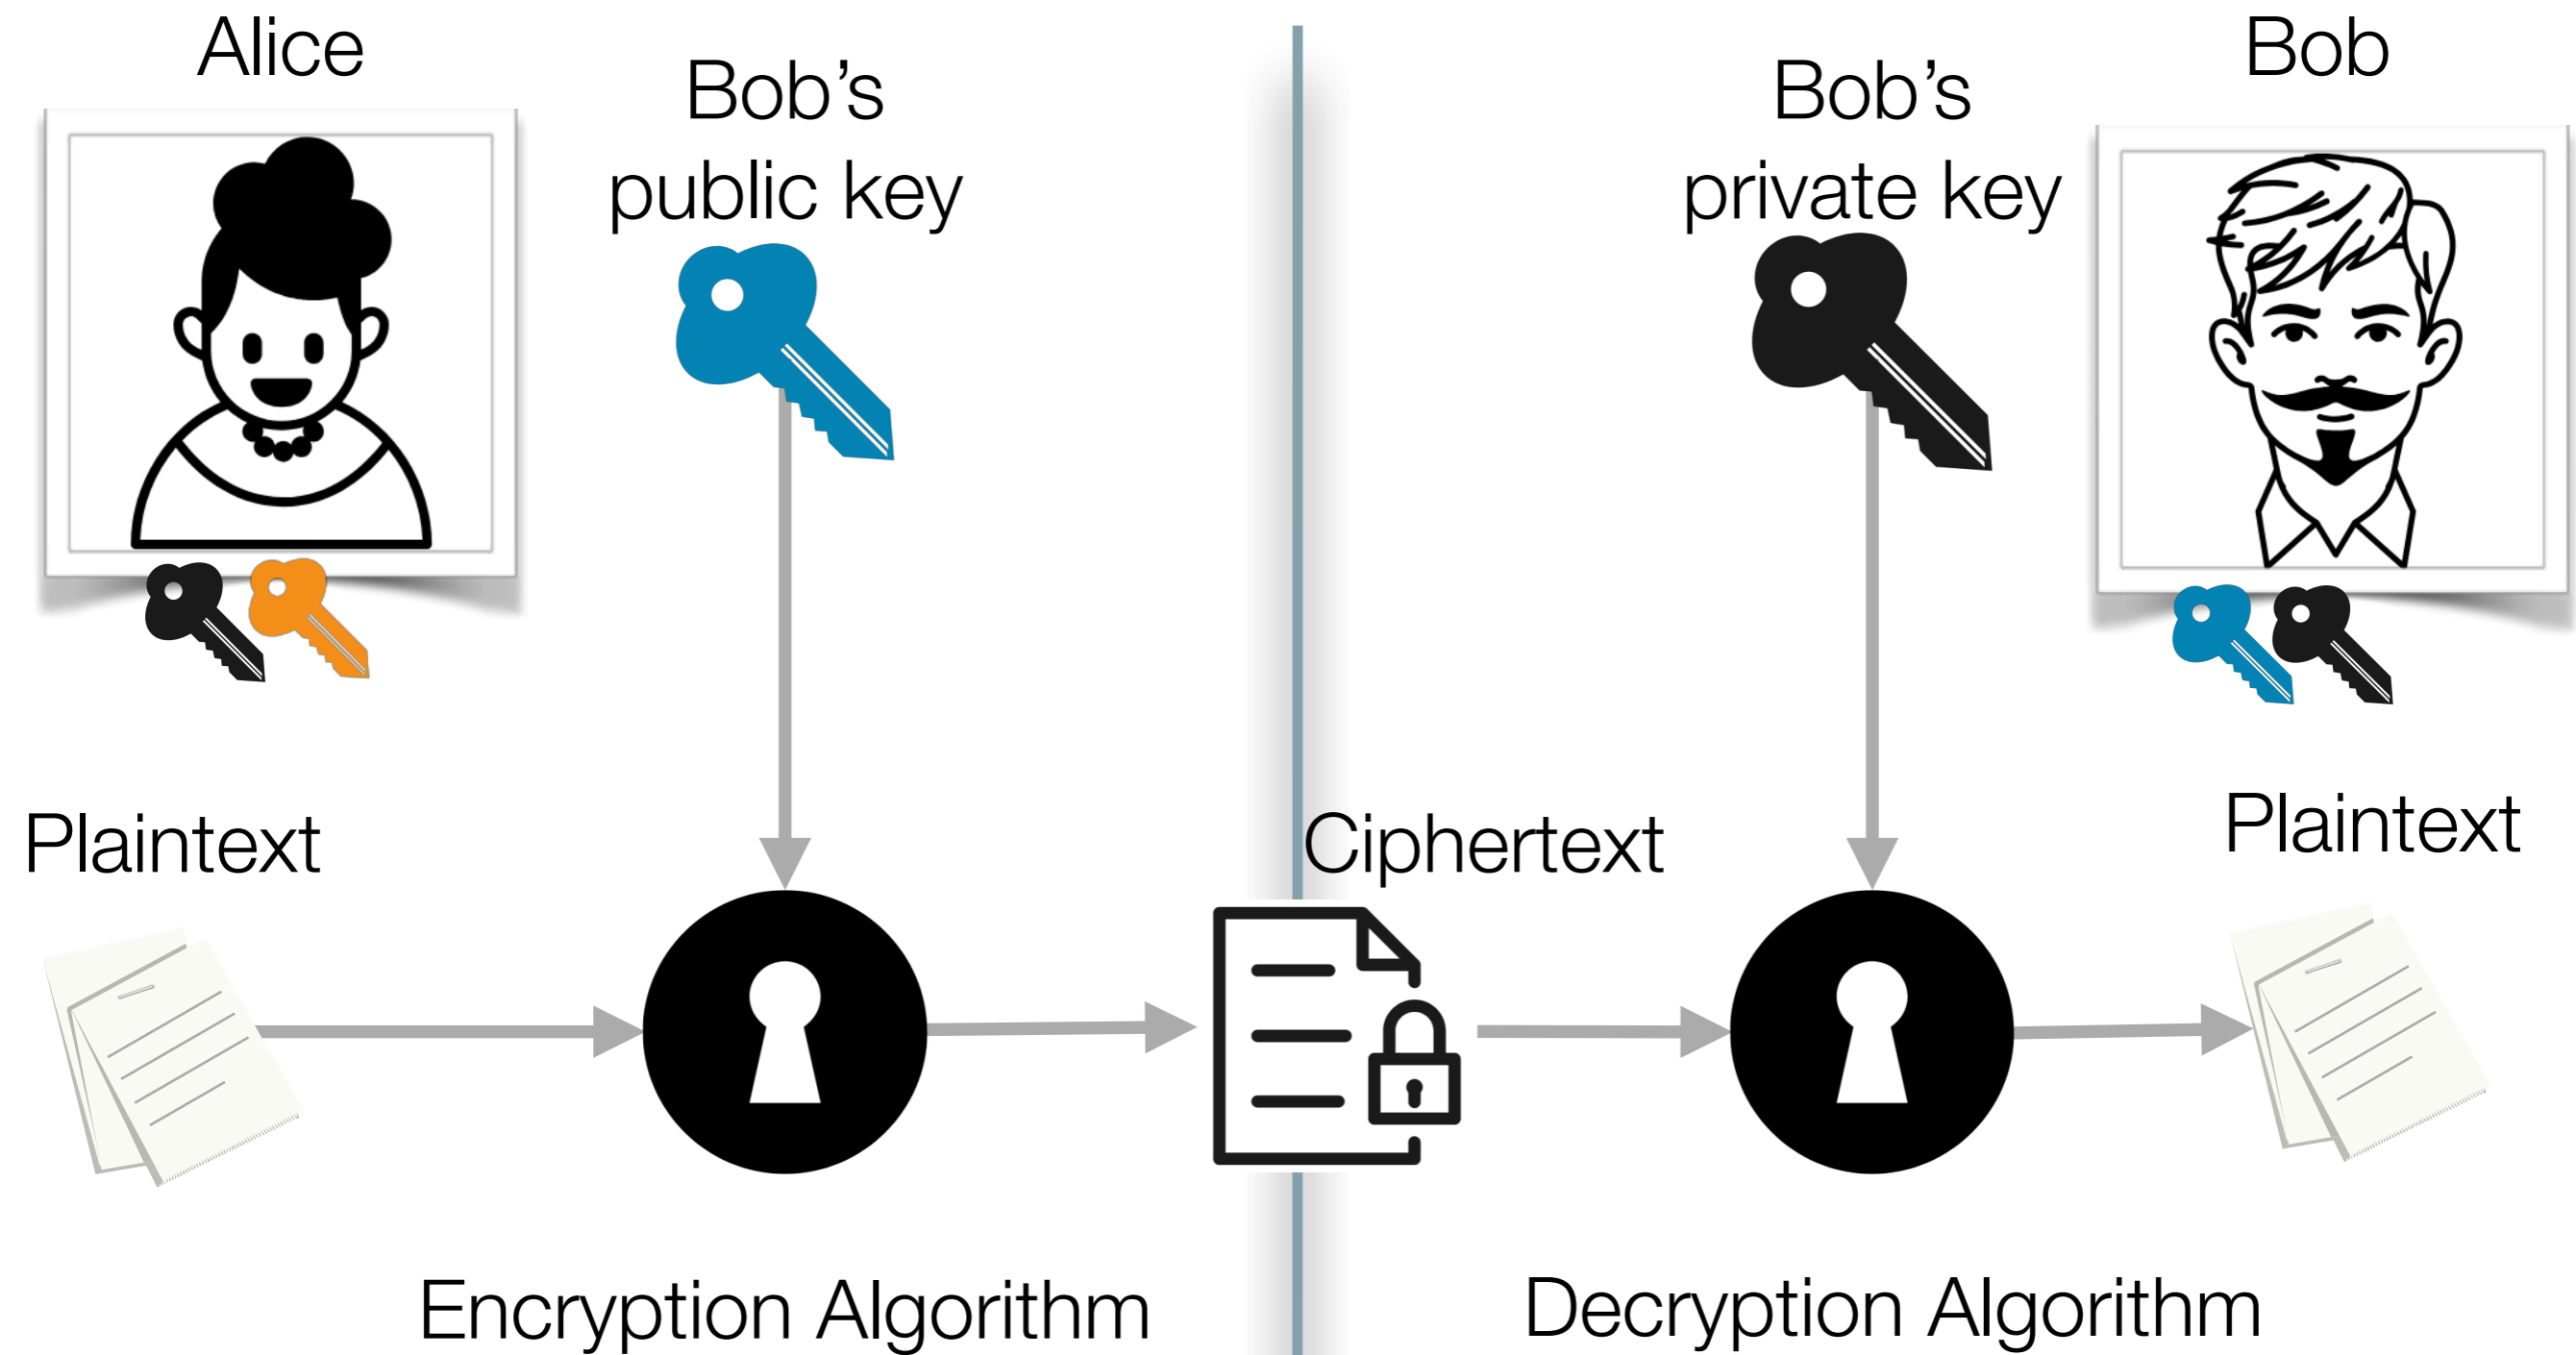 Alice
Bob's
public key
Bob's
private key
Bob
Plaintext
Ciphertext
Plaintext
Encryption Algorithm
Decryption Algorithm